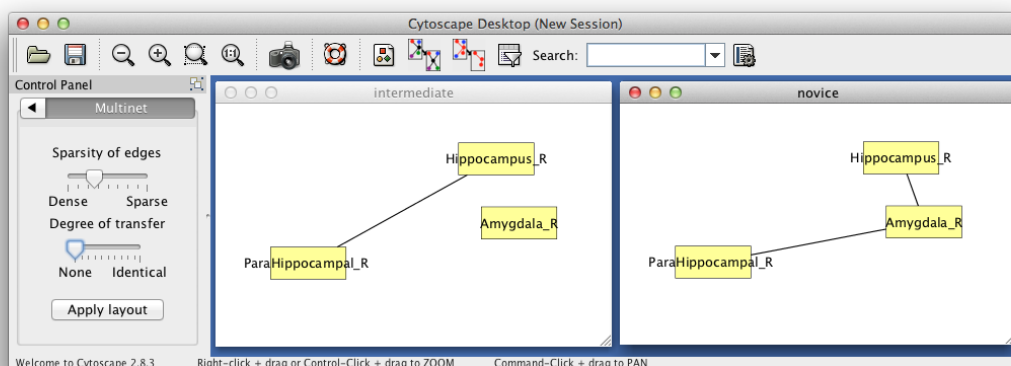 Cytoscape Desktop (New Session)
1:1
Search:
Control Panel
Multinet
Sparsity of edges
Dense Sparse
Degree of transfer
None Identical
Apply layout
intermediate
Hippocampus_R
Amygdala_R
ParaHippocampal_R
novice
Hippocampus_R
Amygdala_R
ParaHippocampal_R
Welcome to Cytoscape 2.8.3 Right-click + drag or Control-Click + drag to ZOOM Command-Click + drag to PAN